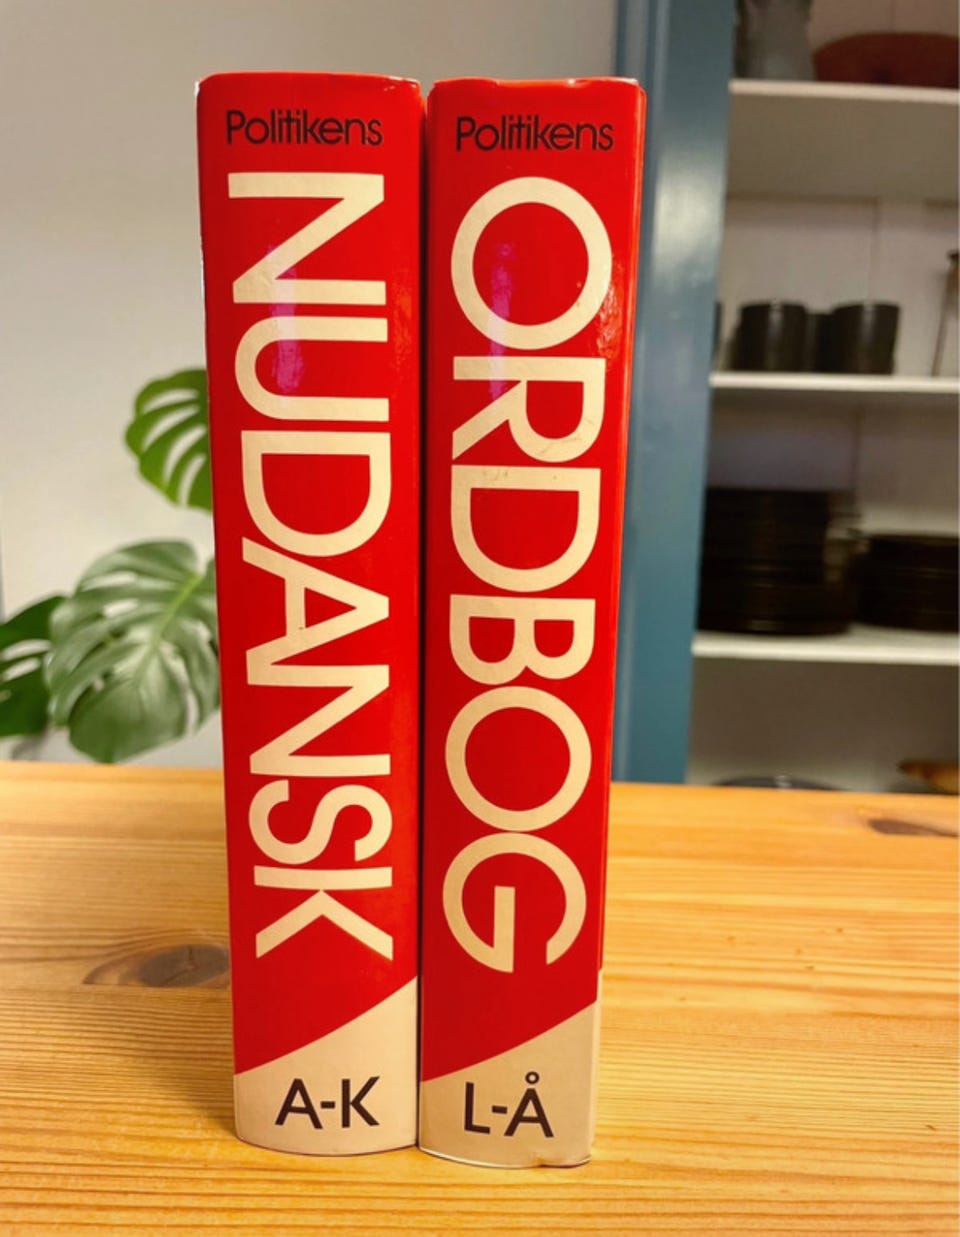 Politikens
NUDANSK
A-K
Politikens
ORDBOG
L-Å